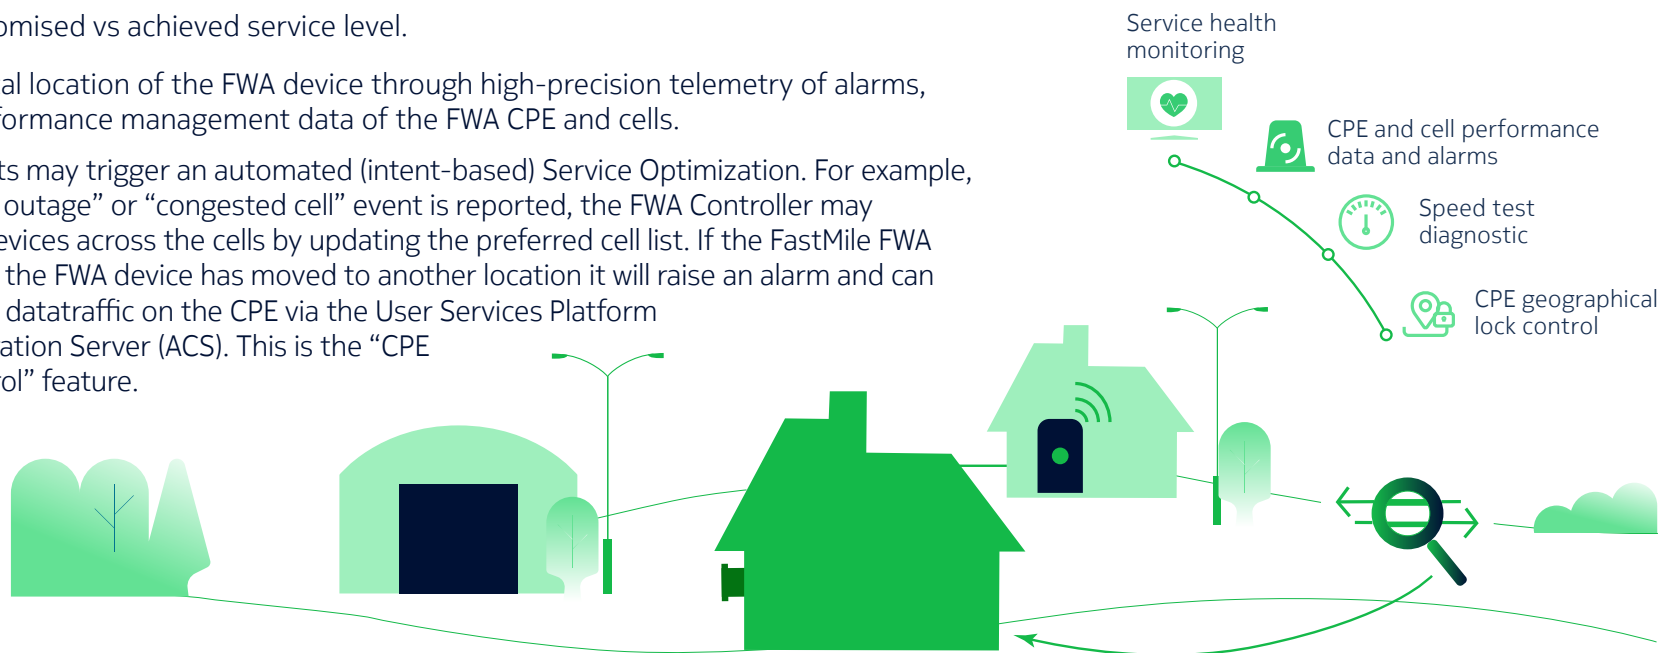 omised vs achieved service level.
al location of the FWA device through high-precision telemetry of alarms,
formance management data of the FWA CPE and cells.
ts may trigger an automated (intent-based) Service Optimization. For example,
outage” or “congested cell” event is reported, the FWA Controller may
evices across the cells by updating the preferred cell list. If the FastMile FWA
the FWA device has moved to another location it will raise an alarm and can
datatraffic on the CPE via the User Services Platform
ation Server (ACS). This is the “CPE
rol” feature.
Service health
monitoring
CPE and cell performance
data and alarms
Speed test
diagnostic
CPE geographical
lock control